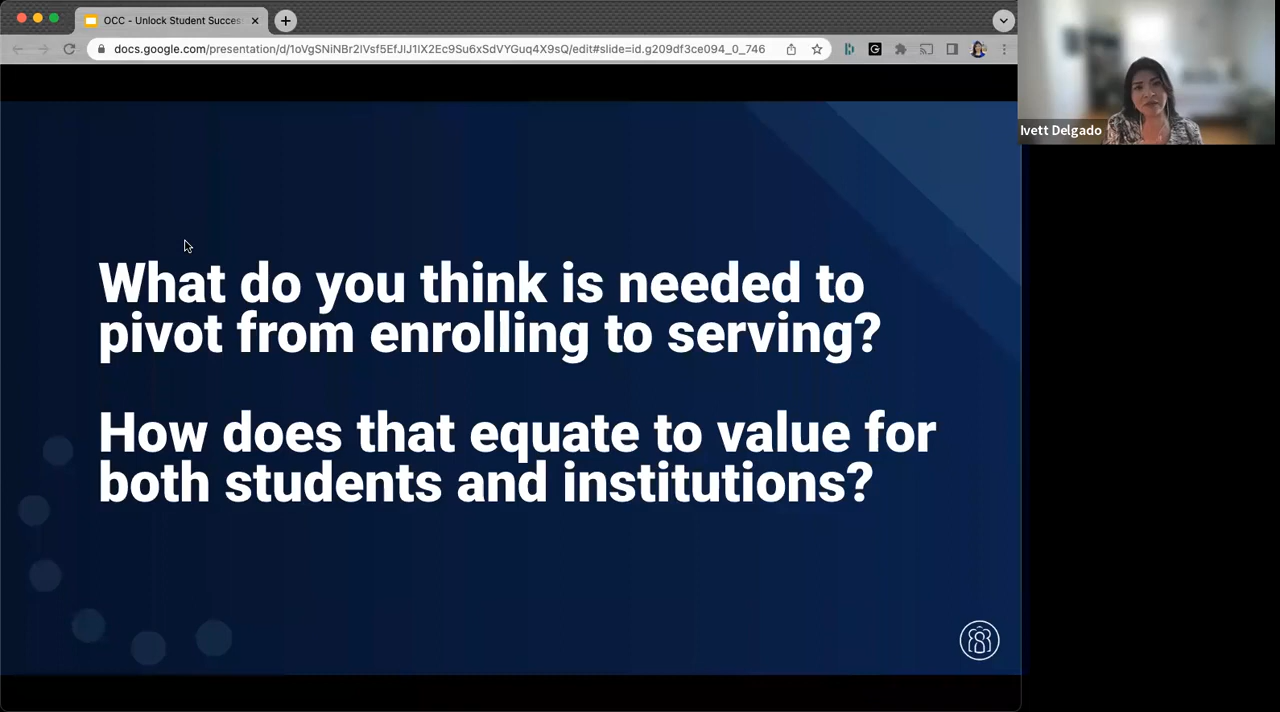 OCC - Unlock Student Succes
docs.google.com/presentation/d/1oVgSNiNBr2lVsf5EfJIJ1lX2Ec9Su6xSdVYGuq4X9sQ/edit#slide=id.g209df3ce094_0_746
Ivett Delgado
What do you think is needed to
pivot from enrolling to serving?
How does that equate to value for
both students and institutions?